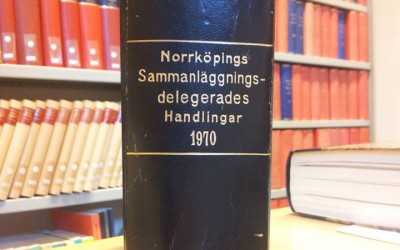 Norrköpings
Sammanläggnings-
delegerades
Handlingar
1970